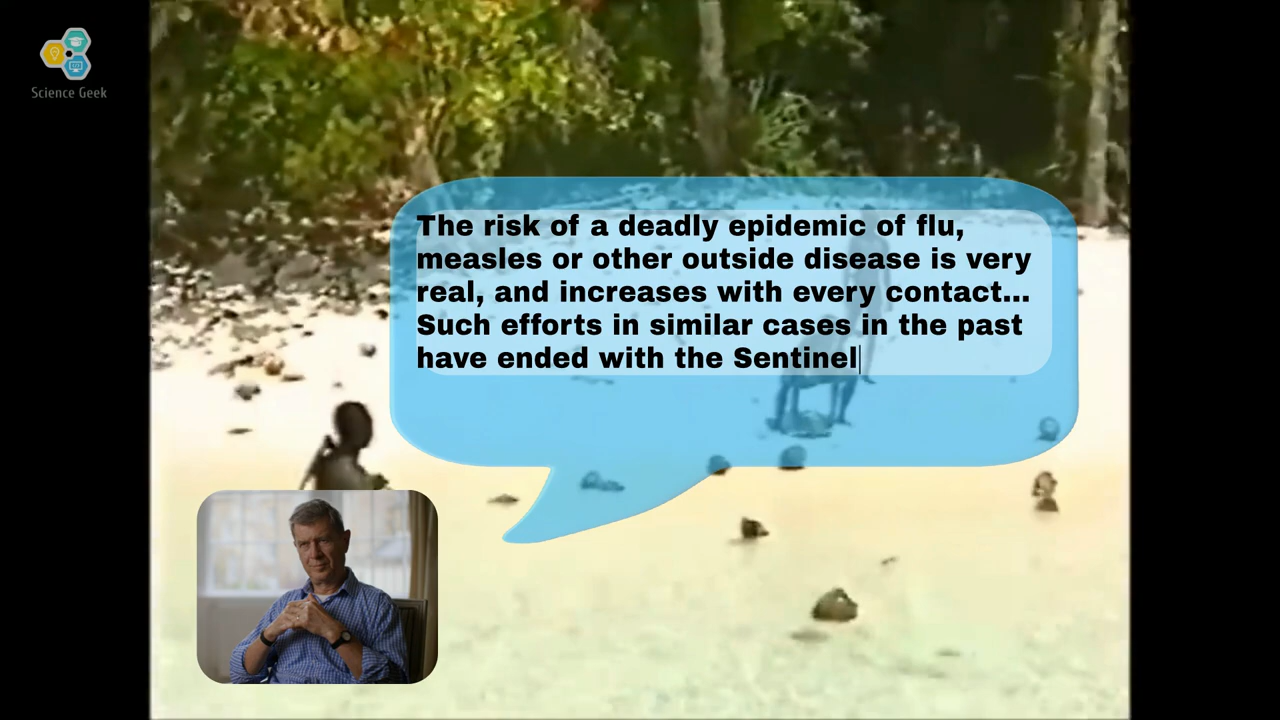 Science Geek
The risk of a deadly epidemic of flu,
measles or other outside disease is very
real, and increases with every contact...
Such efforts in similar cases in the past
have ended with the Sentinel